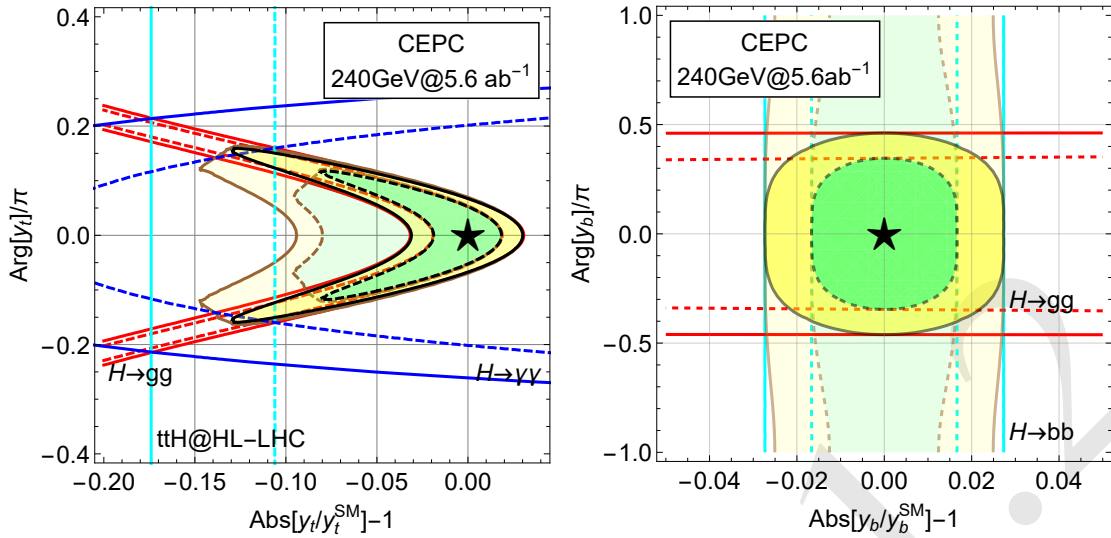 CEPC
240GeV@5.6 ab⁻¹
Arg[yₜ]/π
0.4
0.2
0.0
−0.2
−0.4
H→gg
H→γγ
ttH@HL−LHC
−0.20
−0.15
−0.10
−0.05
0.00
Abs[yₜ/yₜ^SM]−1
CEPC
240GeV@5.6ab⁻¹
Arg[y_b]/π
1.0
0.5
0.0
−0.5
−1.0
H→gg
H→bb
−0.04
−0.02
0.00
0.02
0.04
Abs[y_b/y_b^SM]−1